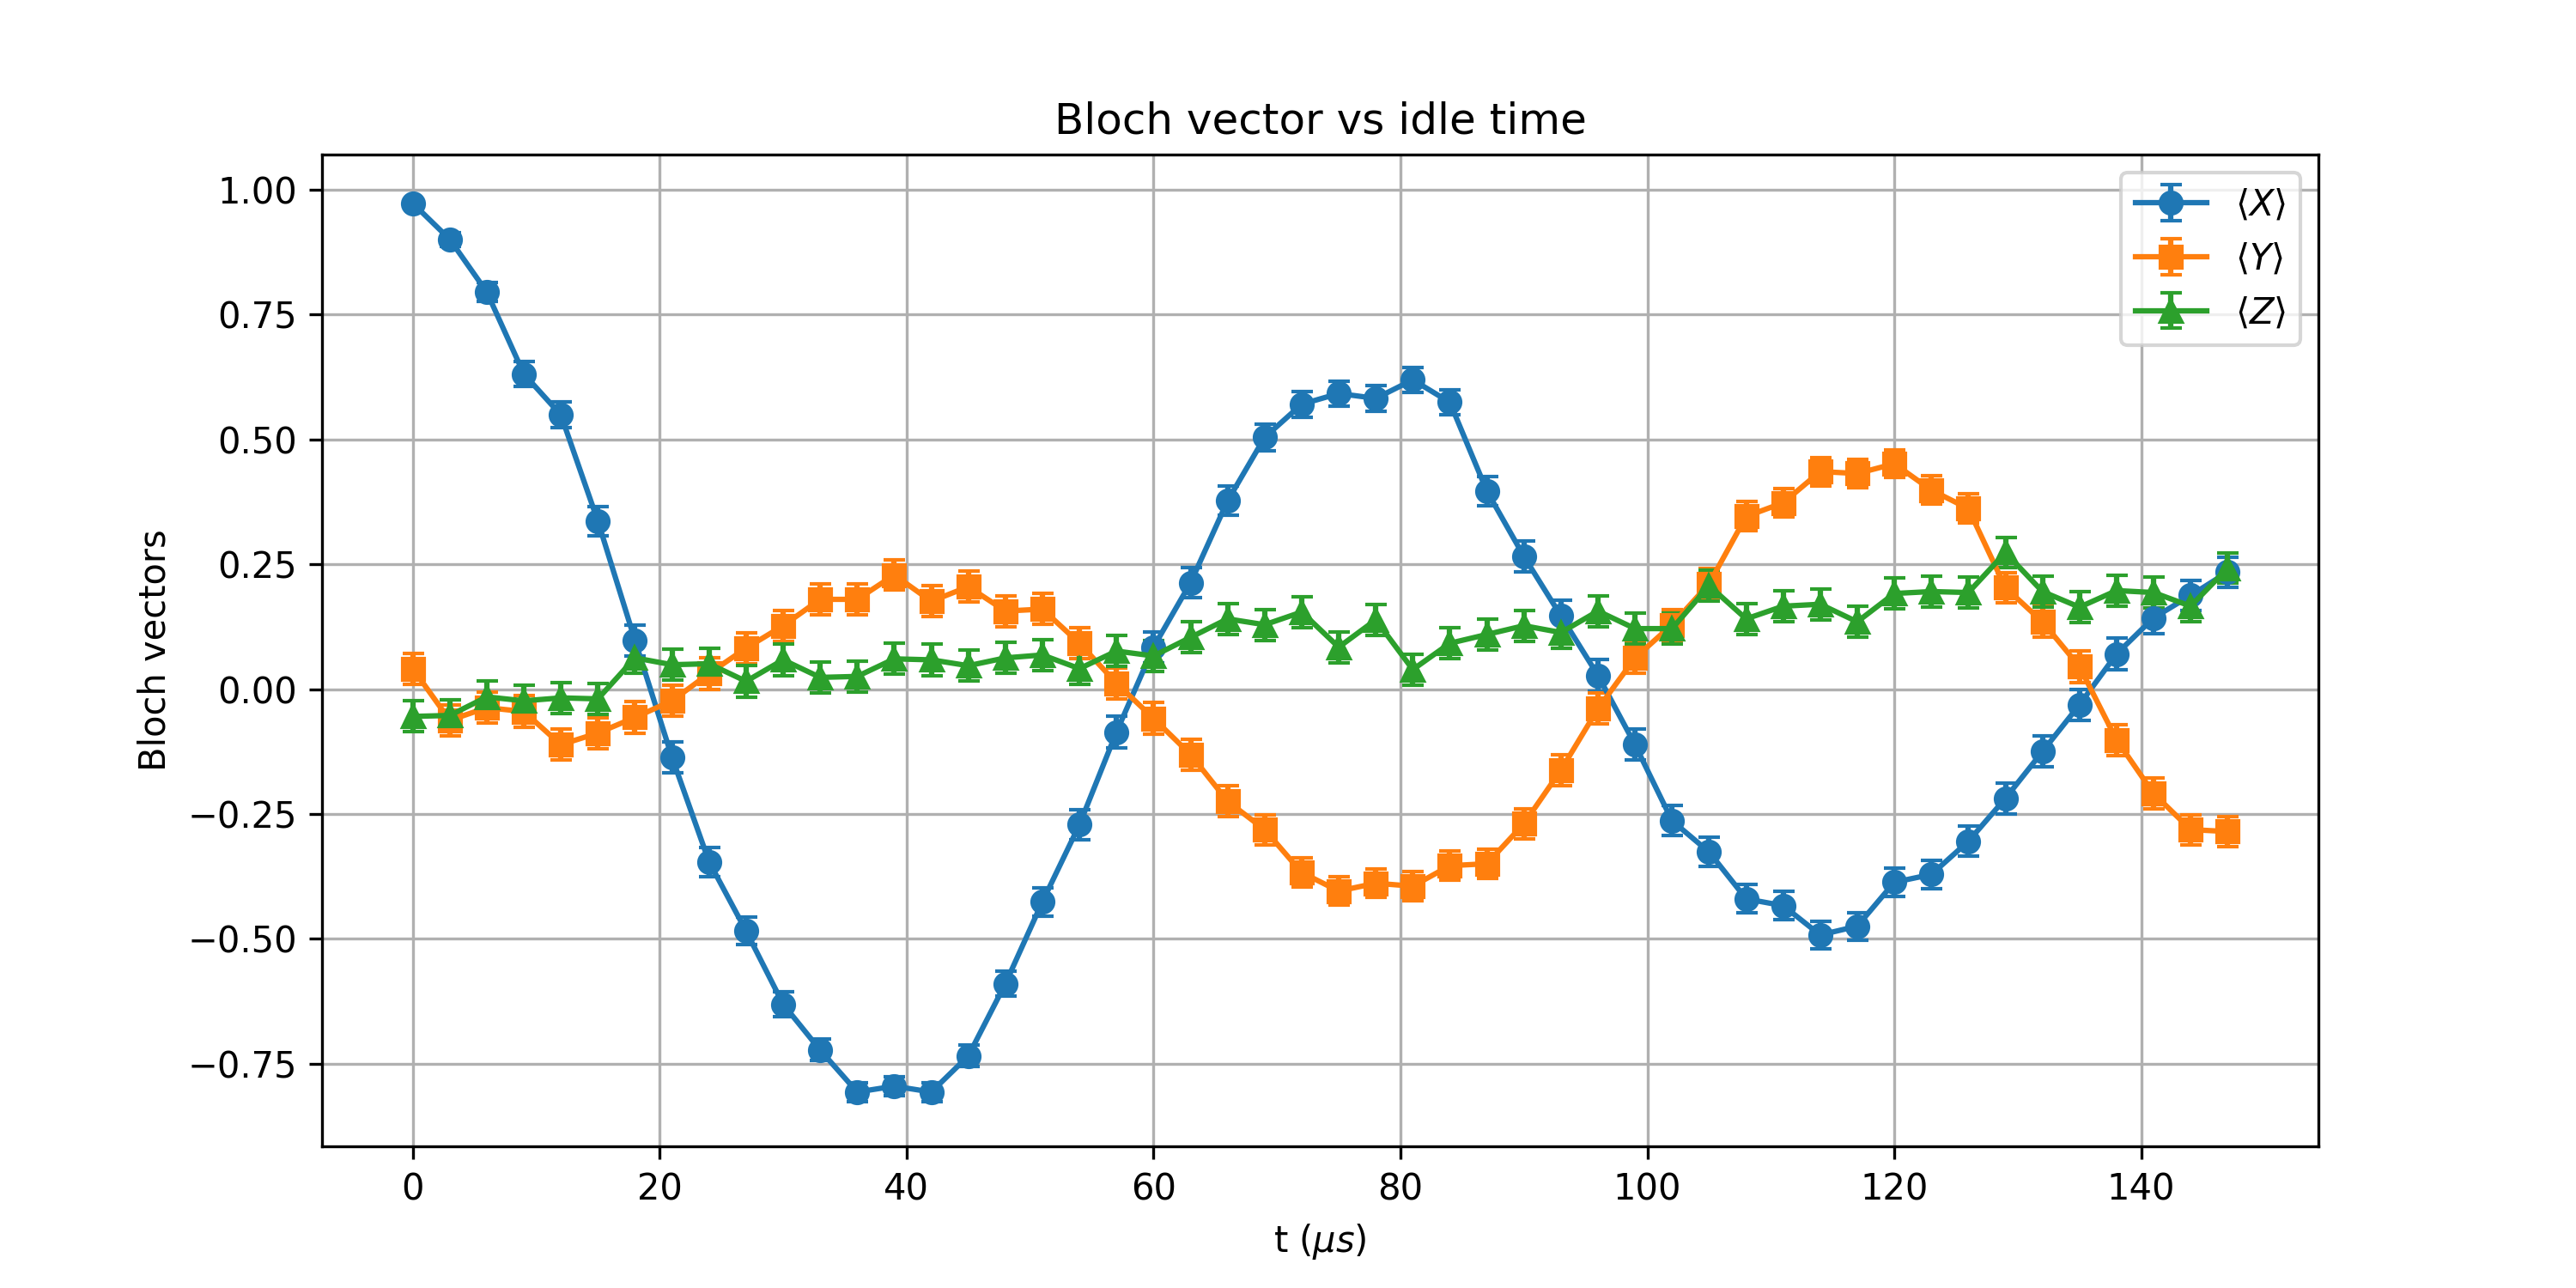 Bloch vector vs idle time
Bloch vectors
1.00
0.75
0.50
0.25
0.00
−0.25
−0.50
−0.75
0 20 40 60 80 100 120 140
t (μs)
⟨X⟩
⟨Y⟩
⟨Z⟩